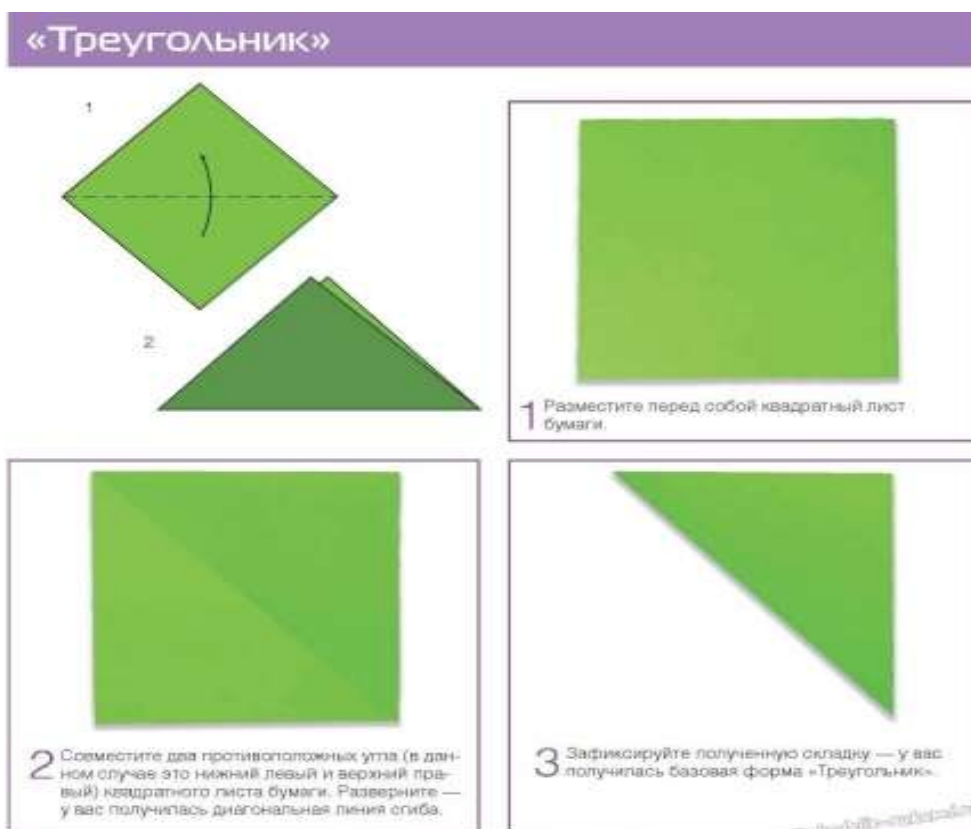 «Треугольник»
1
2
1 Разместите перед собой квадратный лист
бумаги.
2 Совместите два противоположных угла (в дан-
ном случае это нижний левый и верхний пра-
вый) квадратного листа бумаги. Разверните —
у вас получилась диагональная линия сгиба.
3 Зафиксируйте полученную складку — у вас
получилась базовая форма «Треугольник».